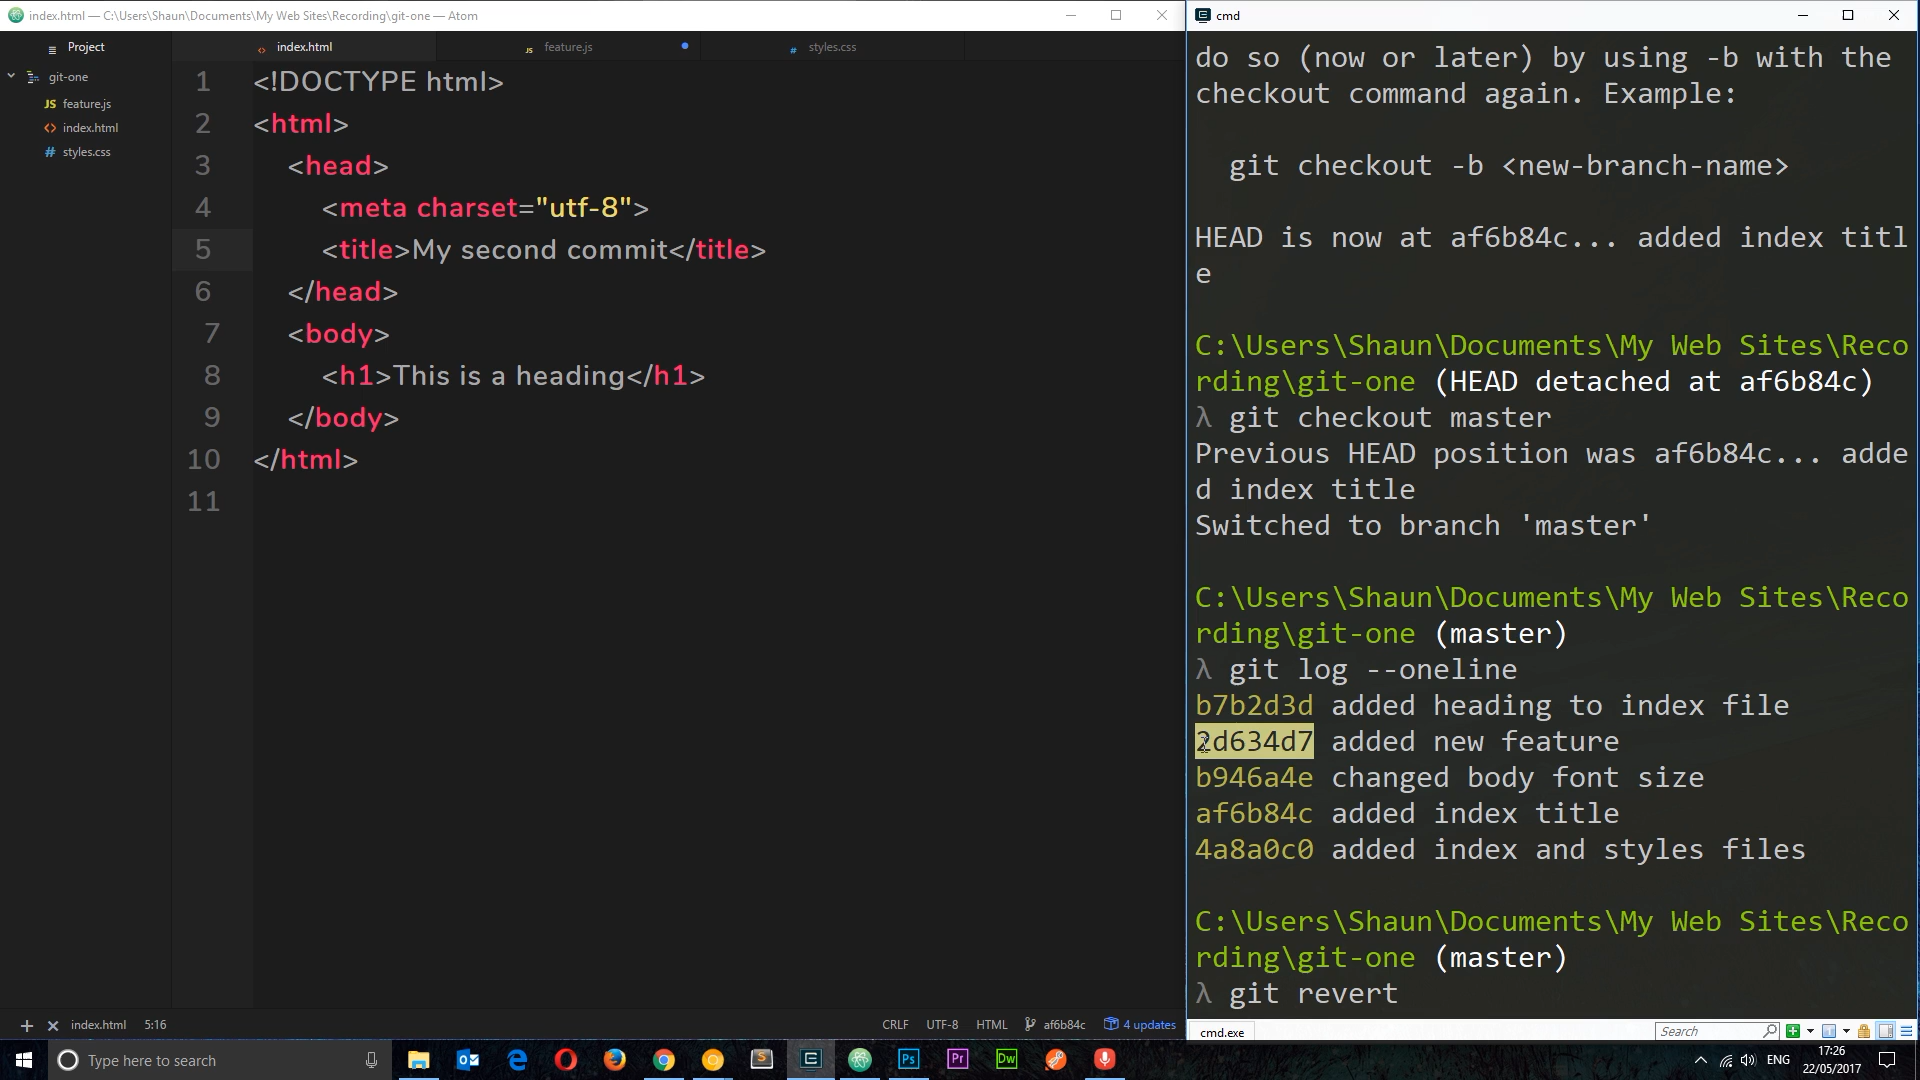 index.html — C:\Users\Shaun\Documents\My Web Sites\Recording\git-one — Atom
Project
git-one
JS feature.js
<> index.html
# styles.css
<> index.html
JS feature.js
# styles.css
1 <!DOCTYPE html>
2 <html>
3 <head>
4 <meta charset="utf-8">
5 <title>My second commit</title>
6 </head>
7 <body>
8 <h1>This is a heading</h1>
9 </body>
10 </html>
11
+ × index.html 5:16
CRLF UTF-8 HTML af6b84c 4 updates
cmd
do so (now or later) by using -b with the
checkout command again. Example:
git checkout -b <new-branch-name>
HEAD is now at af6b84c... added index titl
e
C:\Users\Shaun\Documents\My Web Sites\Reco
rding\git-one (HEAD detached at af6b84c)
λ git checkout master
Previous HEAD position was af6b84c... adde
d index title
Switched to branch 'master'
C:\Users\Shaun\Documents\My Web Sites\Reco
rding\git-one (master)
λ git log --oneline
b7b2d3d added heading to index file
2d634d7 added new feature
b946a4e changed body font size
af6b84c added index title
4a8a0c0 added index and styles files
C:\Users\Shaun\Documents\My Web Sites\Reco
rding\git-one (master)
λ git revert
cmd.exe
Search
Type here to search
S
Ps
Pr
Dw
ENG
17:26
22/05/2017